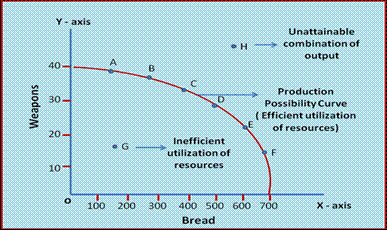 Y - axis
Unattainable
combination of
output
H
A
B
C
Production
Possibility Curve
( Efficient utilization
of resources)
D
E
F
G
Inefficient
utilization of
resources
40
30
20
10
Weapons
O
100 200 300 400 500 600 700
X - axis
Bread